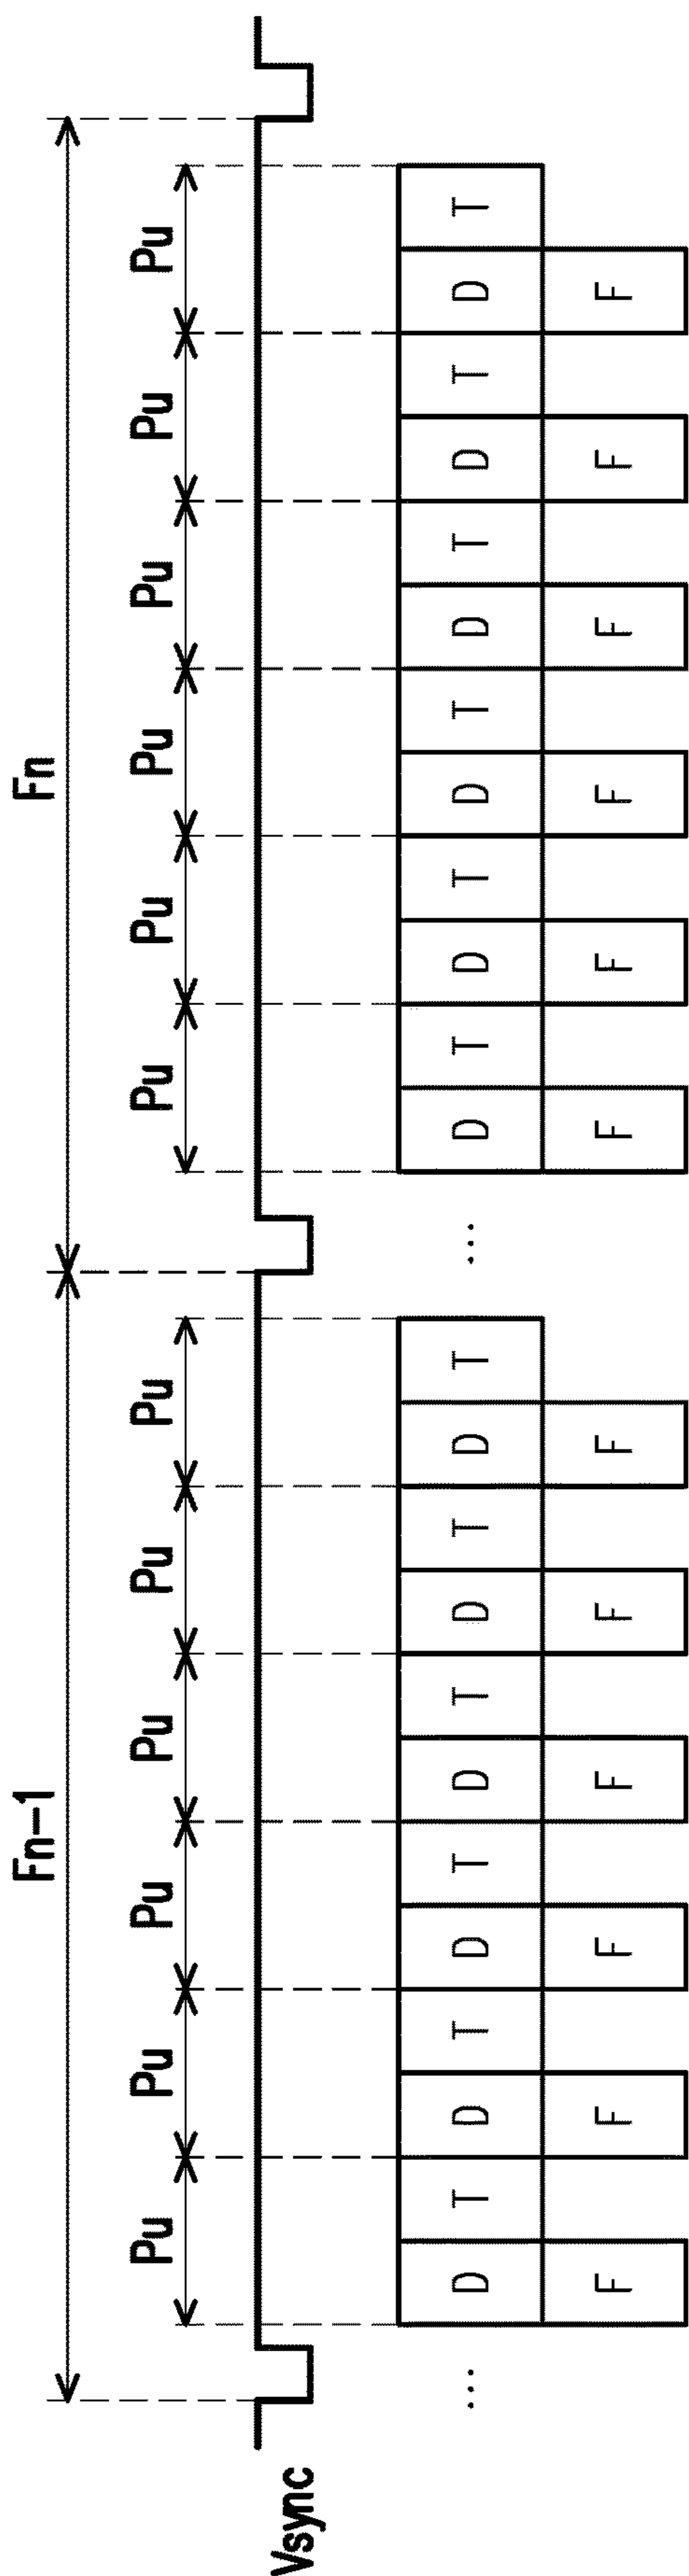 Fn-1 Fn
Pu Pu Pu Pu Pu Pu Pu Pu Pu Pu Pu Pu
Vsync
... D T D T D T D T D T D T ... D T D T D T D T D T D T
F F F F F F F F F F F F